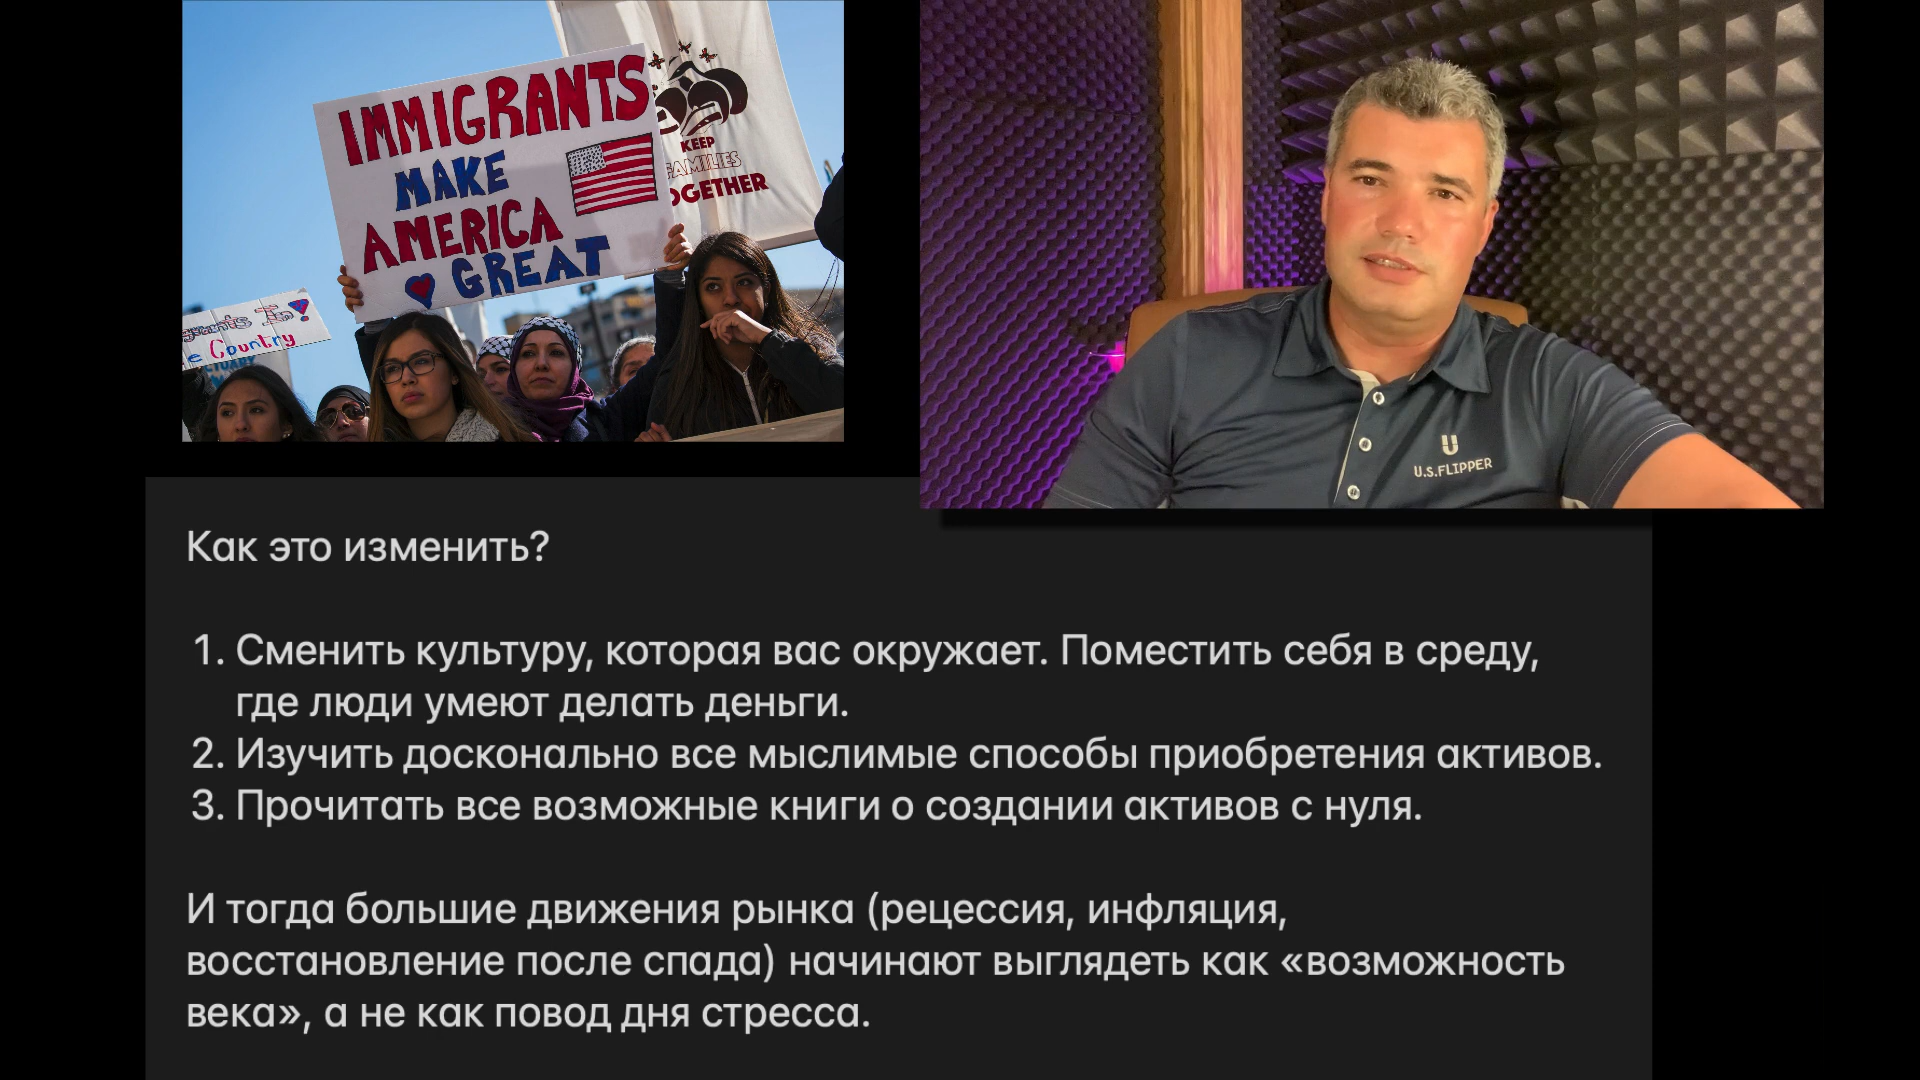 IMMIGRANTS
MAKE
AMERICA
GREAT
KEEP
FAMILIES
TOGETHER
Country
U
U.S.FLIPPER
Как это изменить?
1. Сменить культуру, которая вас окружает. Поместить себя в среду,
где люди умеют делать деньги.
2. Изучить досконально все мыслимые способы приобретения активов.
3. Прочитать все возможные книги о создании активов с нуля.
И тогда большие движения рынка (рецессия, инфляция,
восстановление после спада) начинают выглядеть как «возможность
века», а не как повод дня стресса.